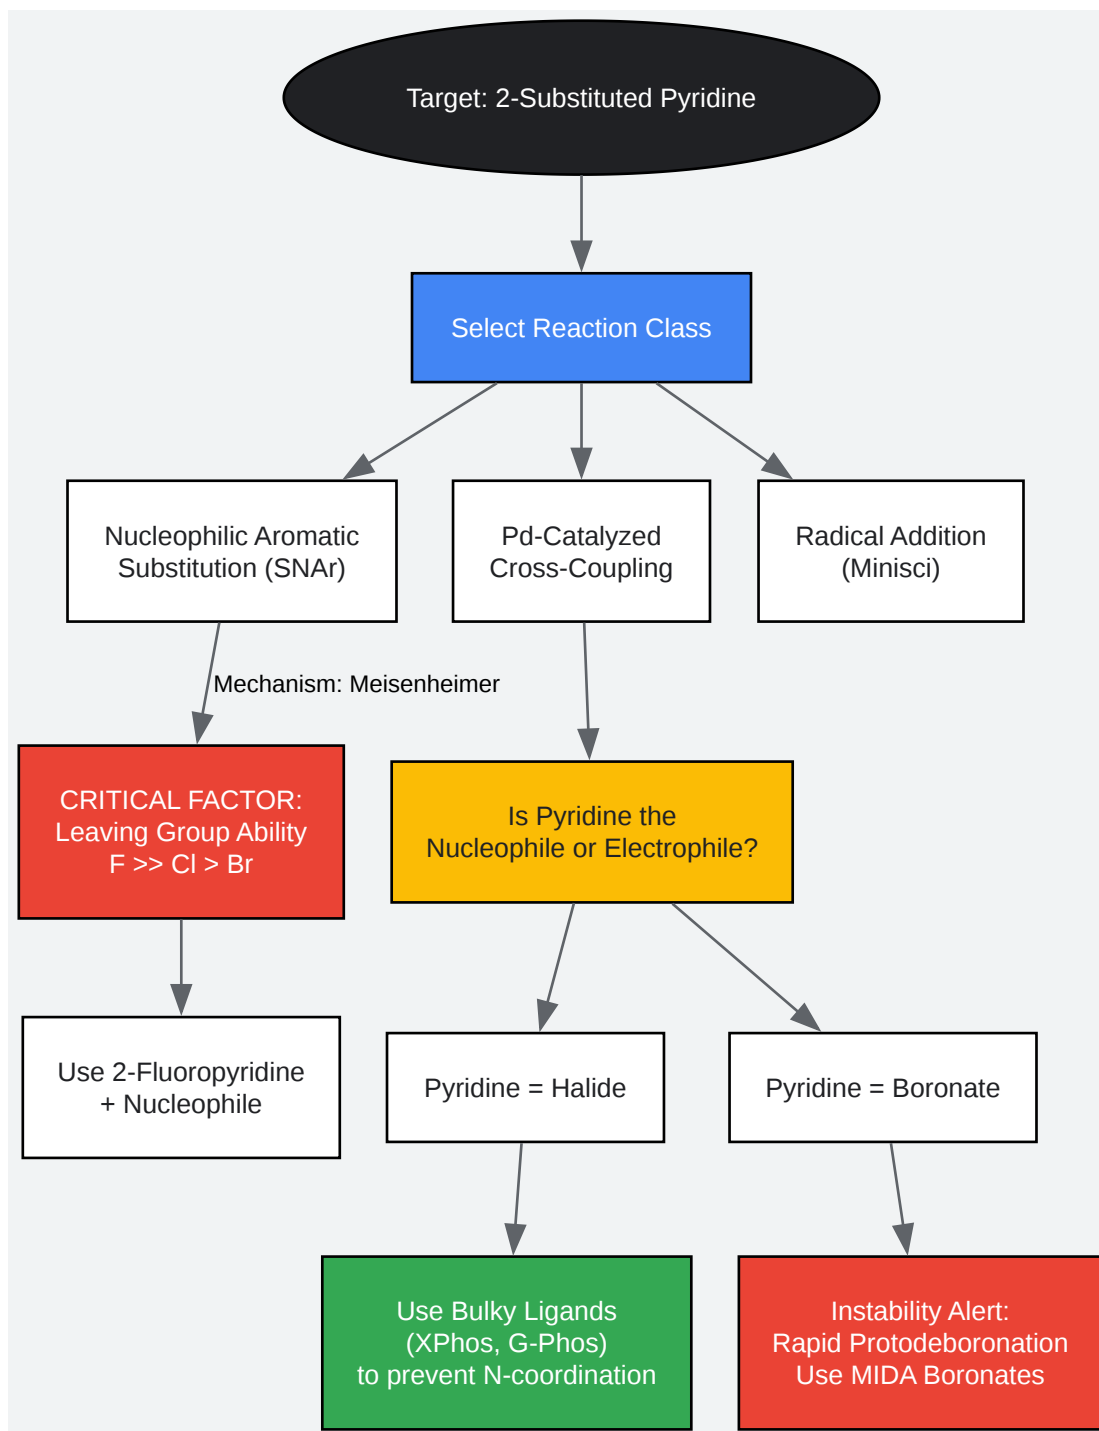 Target: 2-Substituted Pyridine
Select Reaction Class
Nucleophilic Aromatic
Substitution (SNAr)
Pd-Catalyzed
Cross-Coupling
Radical Addition
(Minisci)
Mechanism: Meisenheimer
CRITICAL FACTOR:
Leaving Group Ability
F >> Cl > Br
Is Pyridine the
Nucleophile or Electrophile?
Use 2-Fluoropyridine
+ Nucleophile
Pyridine = Halide
Pyridine = Boronate
Use Bulky Ligands
(XPhos, G-Phos)
to prevent N-coordination
Instability Alert:
Rapid Protodeboronation
Use MIDA Boronates